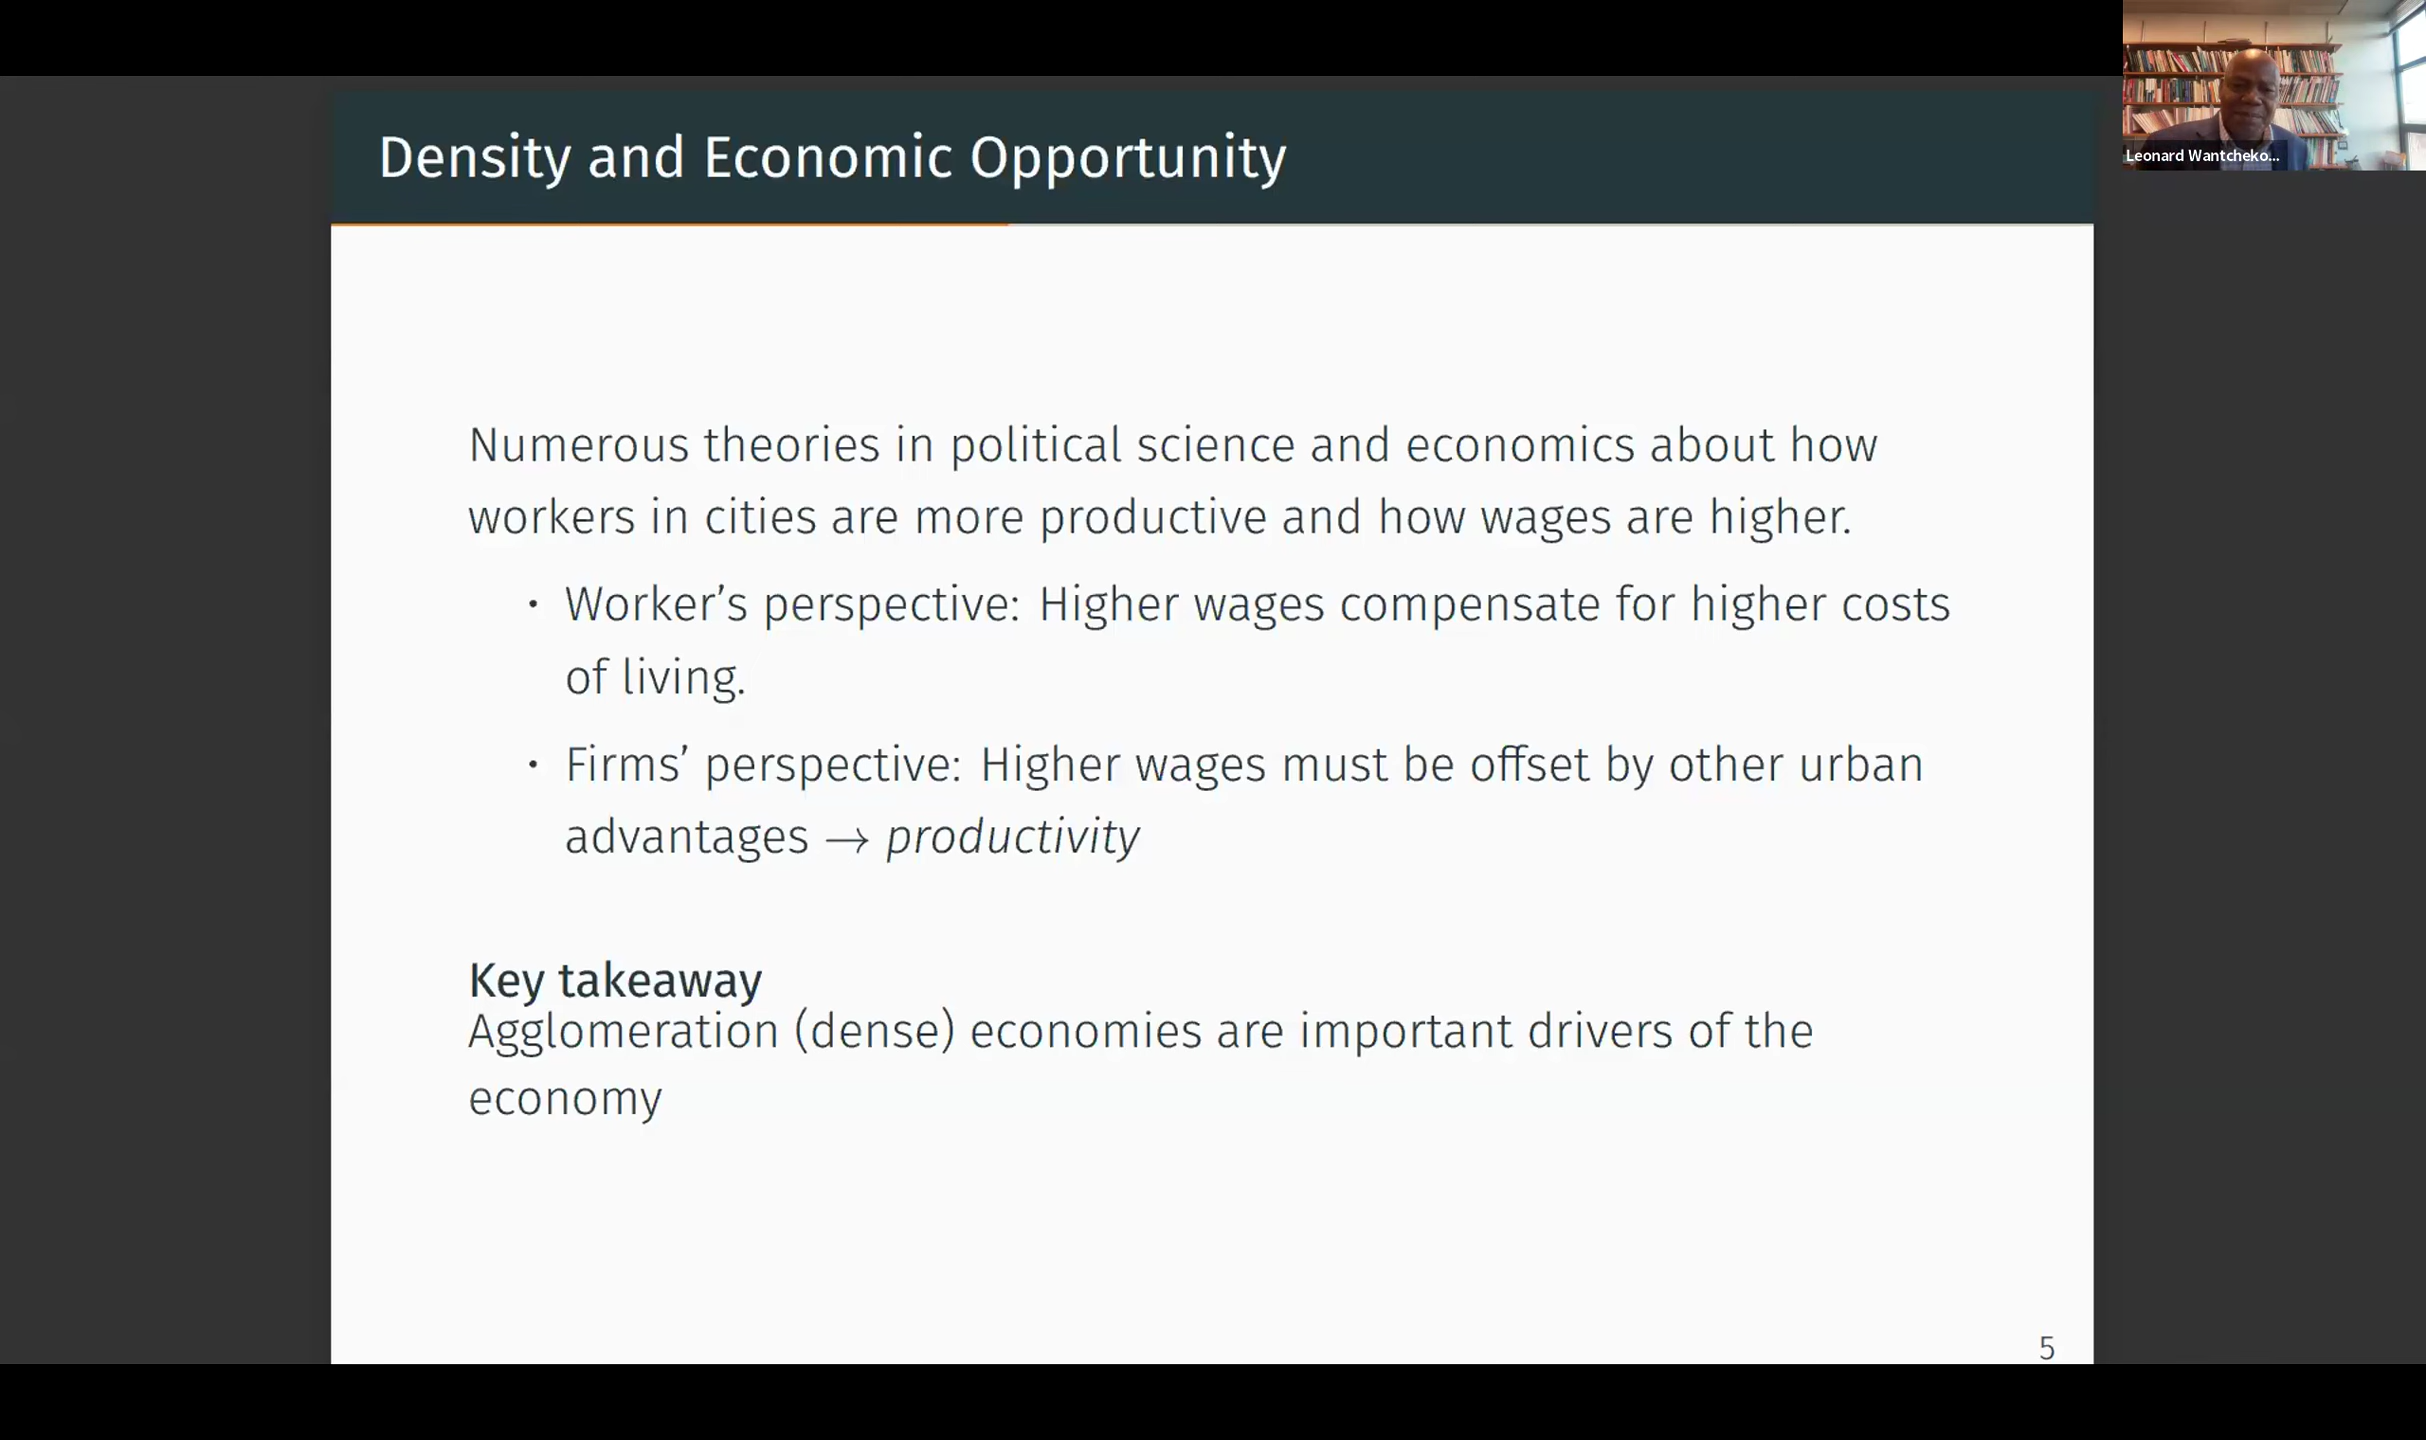 Density and Economic Opportunity
Leonard Wantcheko...
Numerous theories in political science and economics about how
workers in cities are more productive and how wages are higher.
• Worker’s perspective: Higher wages compensate for higher costs
of living.
• Firms’ perspective: Higher wages must be offset by other urban
advantages → productivity
Key takeaway
Agglomeration (dense) economies are important drivers of the
economy
5